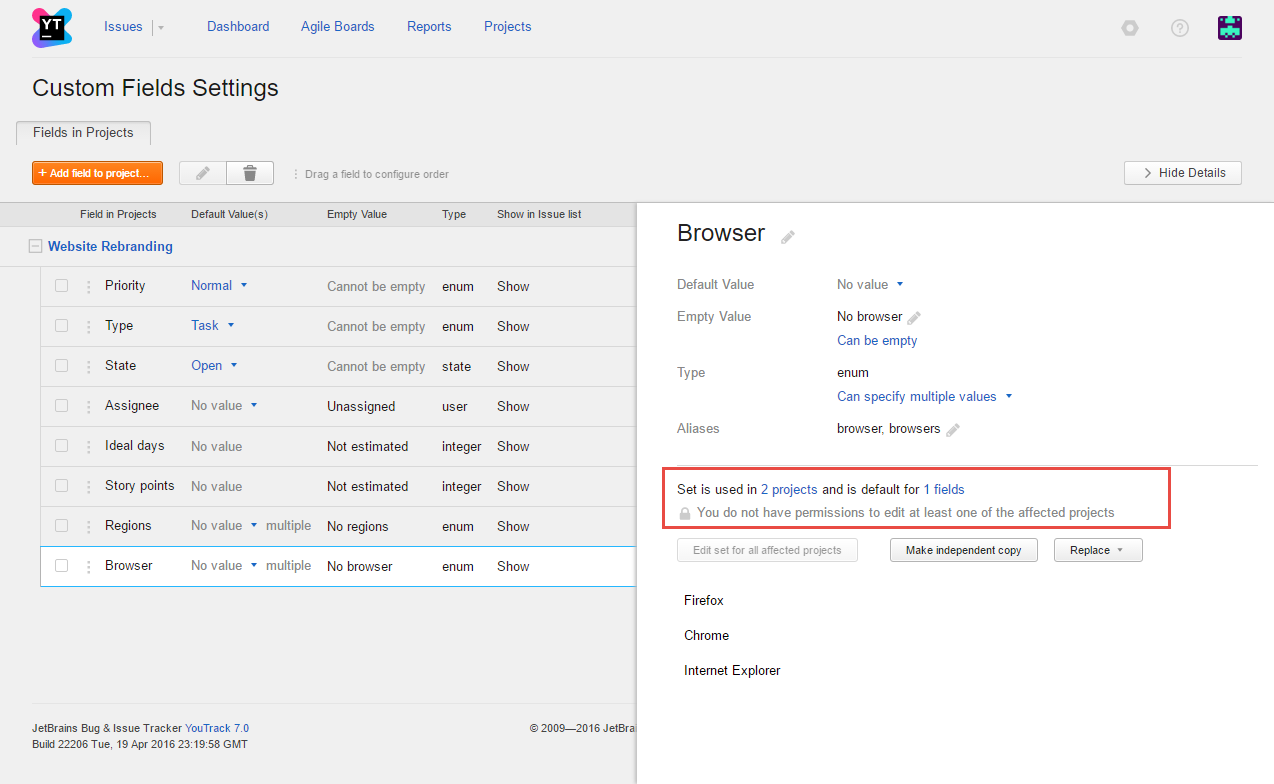 YT
Issues Dashboard Agile Boards Reports Projects
Custom Fields Settings
Fields in Projects
+ Add field to project...
Drag a field to configure order
Hide Details
Field in Projects Default Value(s) Empty Value Type Show in Issue list
Website Rebranding
Priority Normal Cannot be empty enum Show
Type Task Cannot be empty enum Show
State Open Cannot be empty state Show
Assignee No value Unassigned user Show
Ideal days No value Not estimated integer Show
Story points No value Not estimated integer Show
Regions No value multiple No regions enum Show
Browser No value multiple No browser enum Show
Browser
Default Value No value
Empty Value No browser
Can be empty
Type enum
Can specify multiple values
Aliases browser, browsers
Set is used in 2 projects and is default for 1 fields
You do not have permissions to edit at least one of the affected projects
Edit set for all affected projects Make independent copy Replace
Firefox
Chrome
Internet Explorer
JetBrains Bug & Issue Tracker YouTrack 7.0
Build 22206 Tue, 19 Apr 2016 23:19:58 GMT
© 2009—2016 JetBra